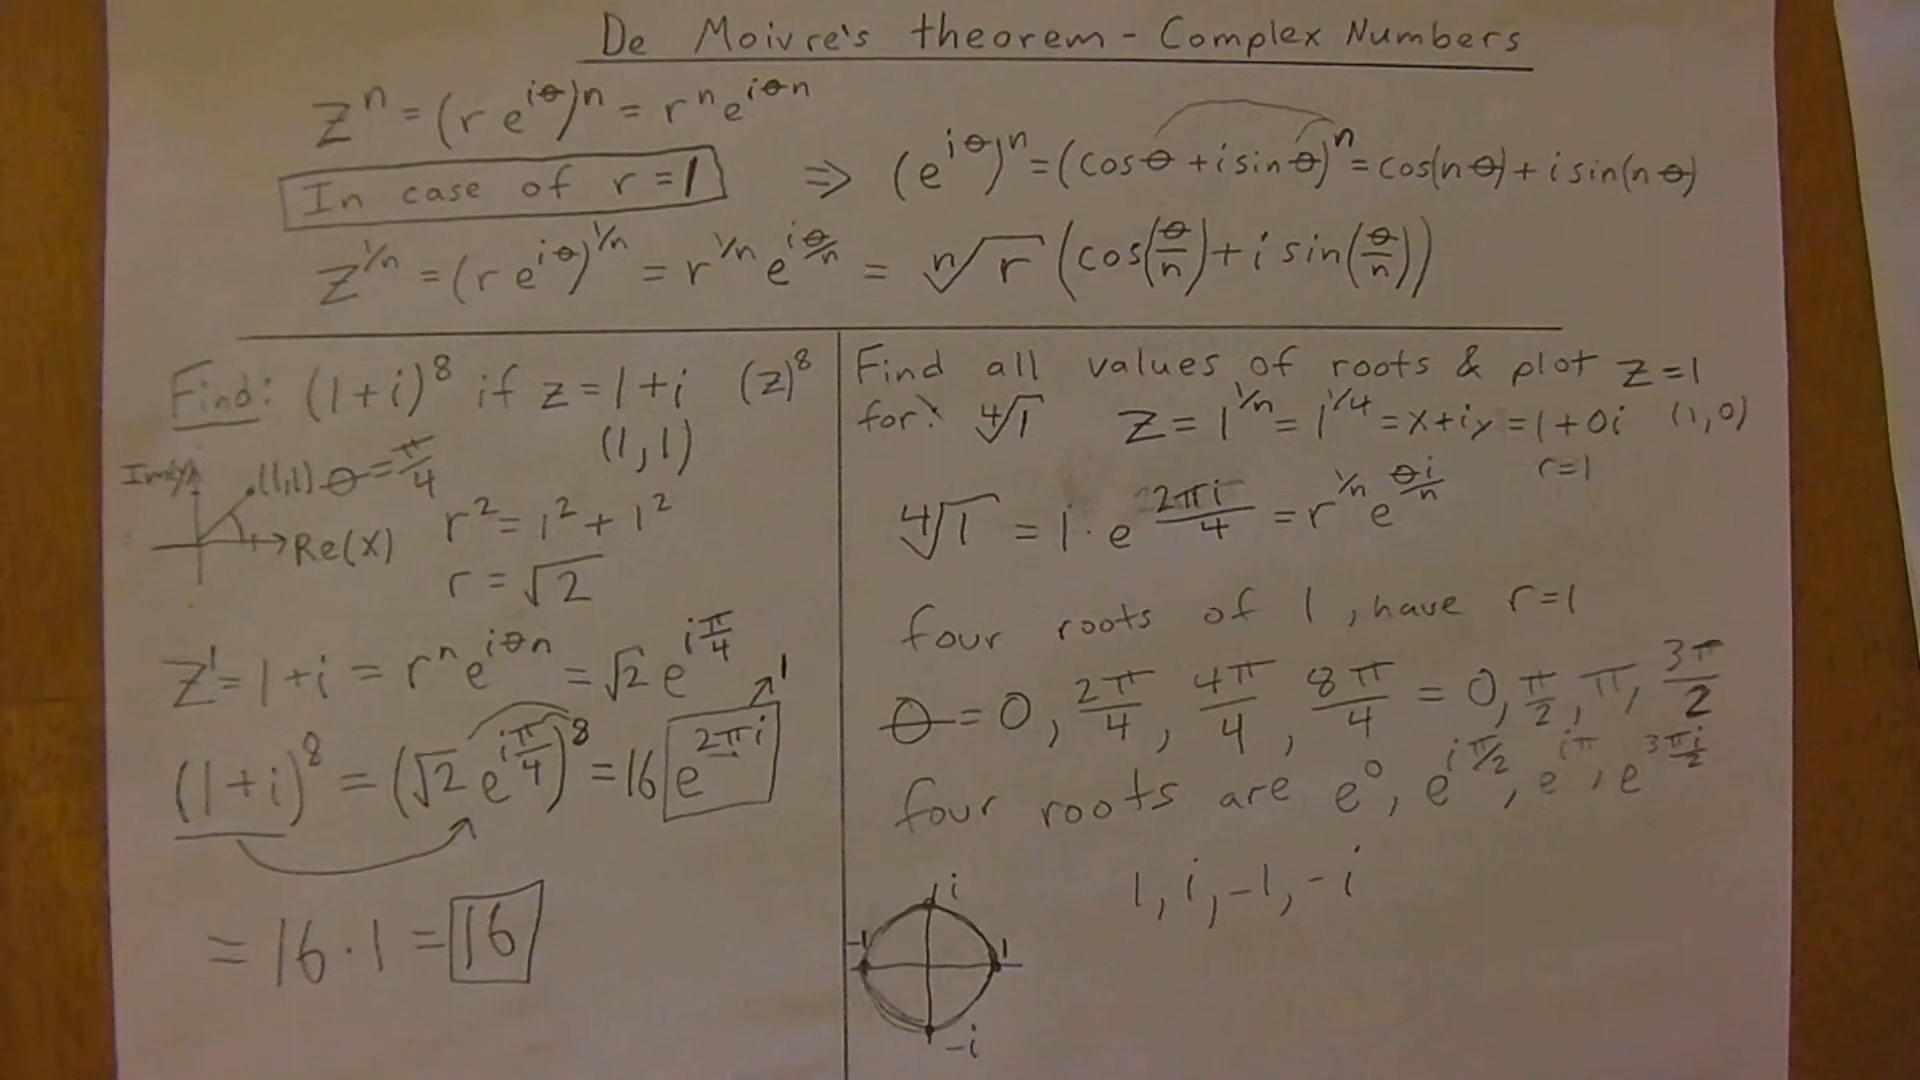 De Moivre's theorem - Complex Numbers
zⁿ = (r e^{iθ})ⁿ = rⁿe^{iθn}
In case of r = 1 ⇒ (e^{iθ})ⁿ = (cosθ + i sinθ)ⁿ = cos(nθ) + i sin(nθ)
z^{1/n} = (r e^{iθ})^{1/n} = r^{1/n} e^{iθ/n} = ⁿ√r (cos(θ/n) + i sin(θ/n))
Find: (1+i)⁸ if z = 1+i (z)⁸
(1,1)
(1,1) θ = π/4
Re(x)
r² = 1² + 1²
r = √2
z¹ = 1+i = rⁿe^{iθn} = √2 e^{iπ/4}
(1+i)⁸ = (√2 e^{iπ/4})⁸ = 16 e^{2πi} 1
= 16 · 1 = 16
Find all values of roots & plot z = 1
for: ⁴√1 z = 1^{1/n} = 1^{1/4} = x+iy = 1+0i (1,0)
r=1
⁴√1 = 1 · e^{2πi/4} = r^{1/n} e^{θi/n}
four roots of 1, have r=1
θ = 0, 2π/4, 4π/4, 8π/4 = 0, π/2, π, 3π/2
four roots are e⁰, e^{iπ/2}, e^{iπ}, e^{3πi/2}
1, i, -1, -i
i
-1 1
-i